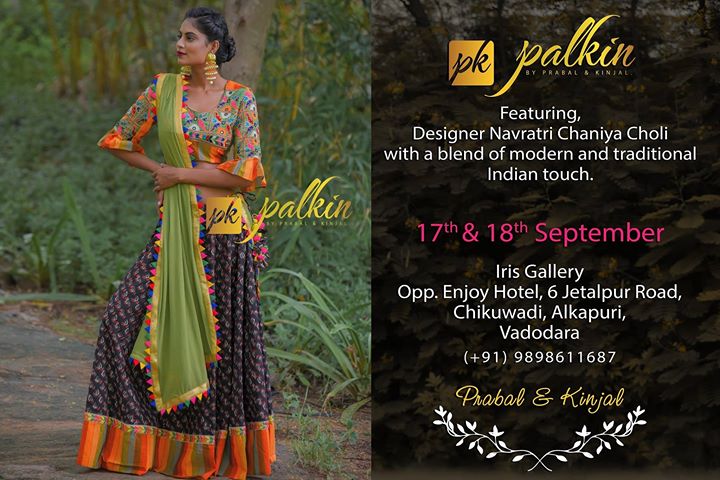 pk palkin
BY PRABAL & KINJAL.
pk palkin
BY PRABAL & KINJAL.
Featuring,
Designer Navratri Chaniya Choli
with a blend of modern and traditional
Indian touch.
17th & 18th September
Iris Gallery
Opp. Enjoy Hotel, 6 Jetalpur Road,
Chikuwadi, Alkapuri,
Vadodara
(+91) 9898611687
Prabal & Kinjal